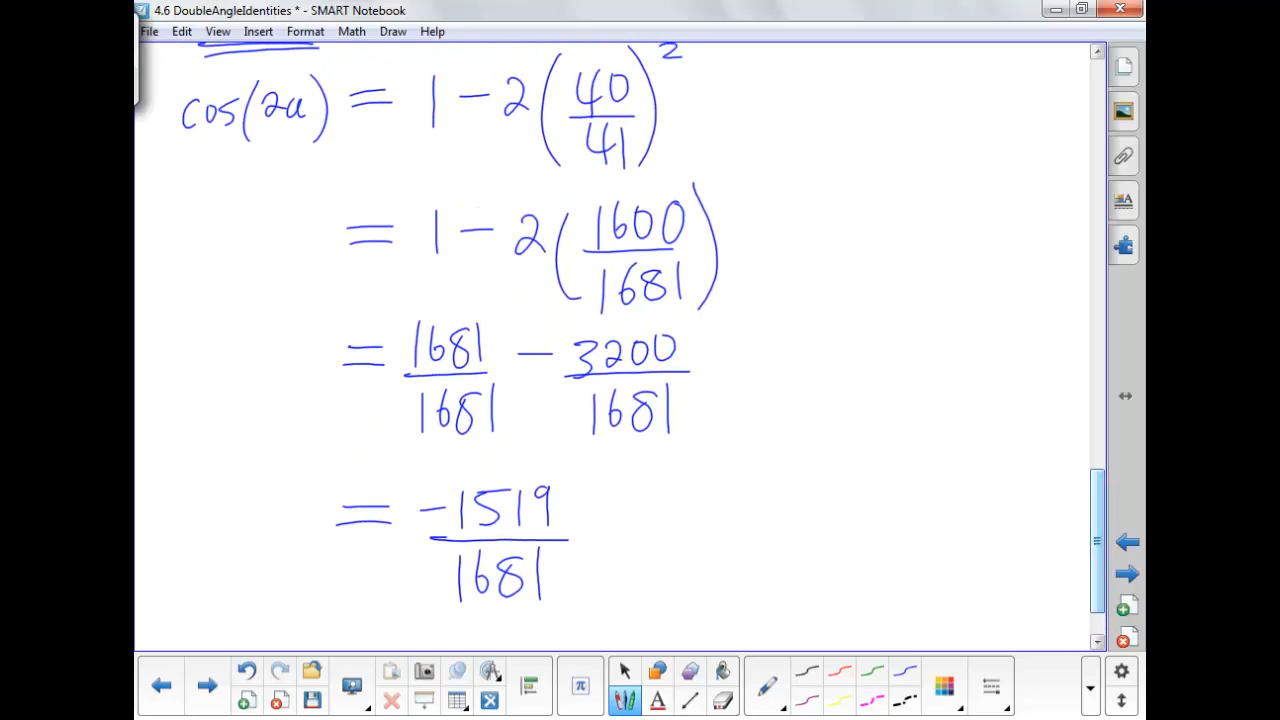 4.6 DoubleAngleIdentities * - SMART Notebook
File Edit View Insert Format Math Draw Help
cos(2a) = 1 - 2(40/41)²
= 1 - 2(1600/1681)
= 1681/1681 - 3200/1681
= -1519/1681